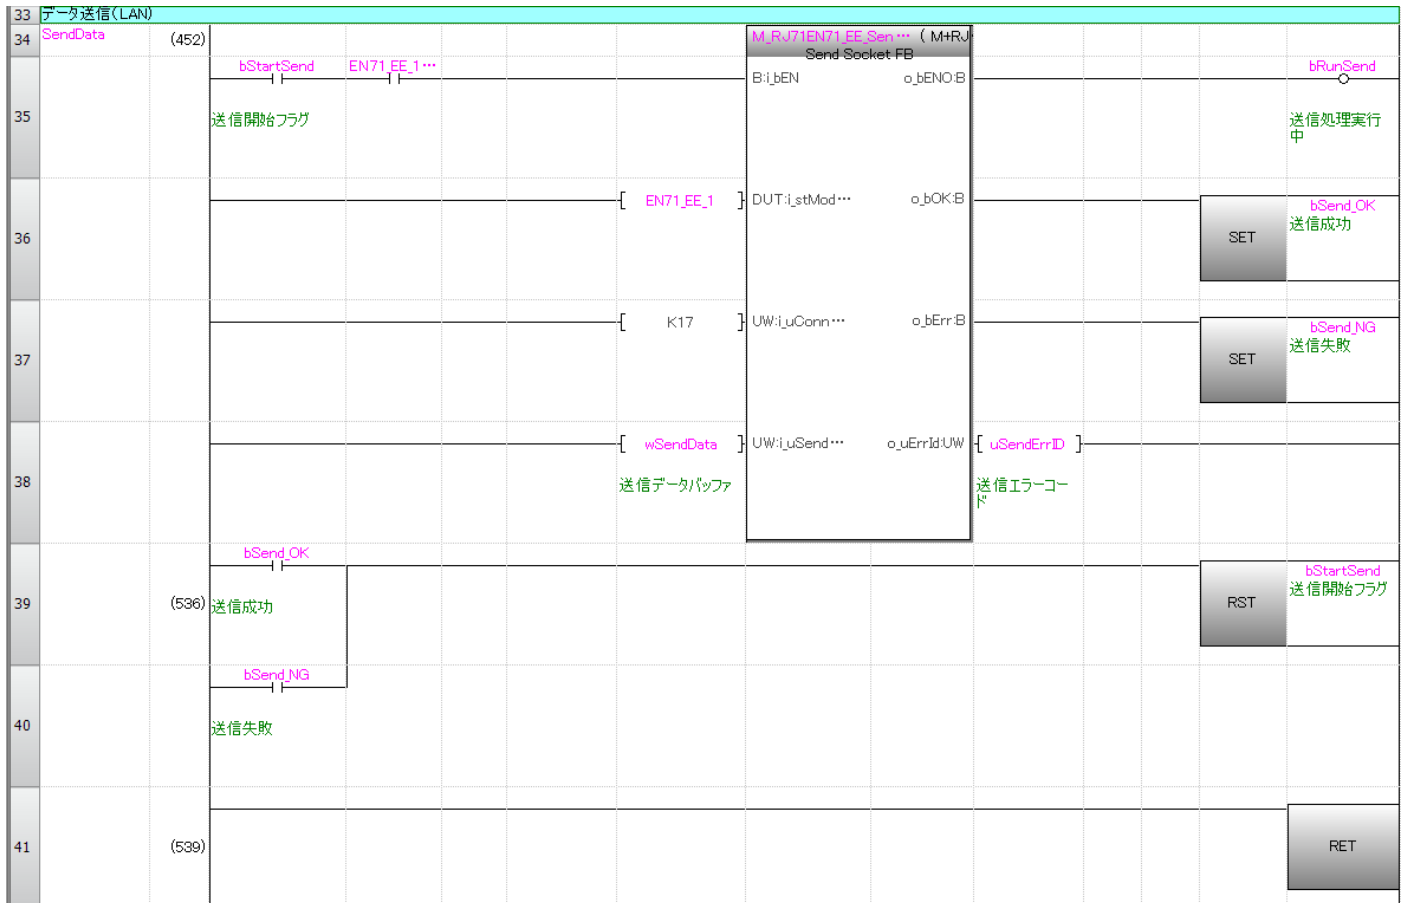 33 データ送信(LAN)
34 SendData (452) M_RJ71EN71_EE_Sen… ( M+RJ
Send Socket FB
bStartSend EN71_EE_1… B:i_bEN o_bENO:B bRunSend
35 送信開始フラグ 送信処理実行
中
EN71_EE_1 DUT:i_stMod… o_bOK:B bSend_OK
送信成功
36 SET
K17 UW:i_uConn… o_bErr:B bSend_NG
送信失敗
37 SET
wSendData UW:i_uSend… o_uErrId:UW uSendErrID
38 送信データバッファ 送信エラーコー
ド
bSend_OK bStartSend
送信開始フラグ
39 (536) 送信成功 RST
bSend_NG
40 送信失敗
41 (539) RET